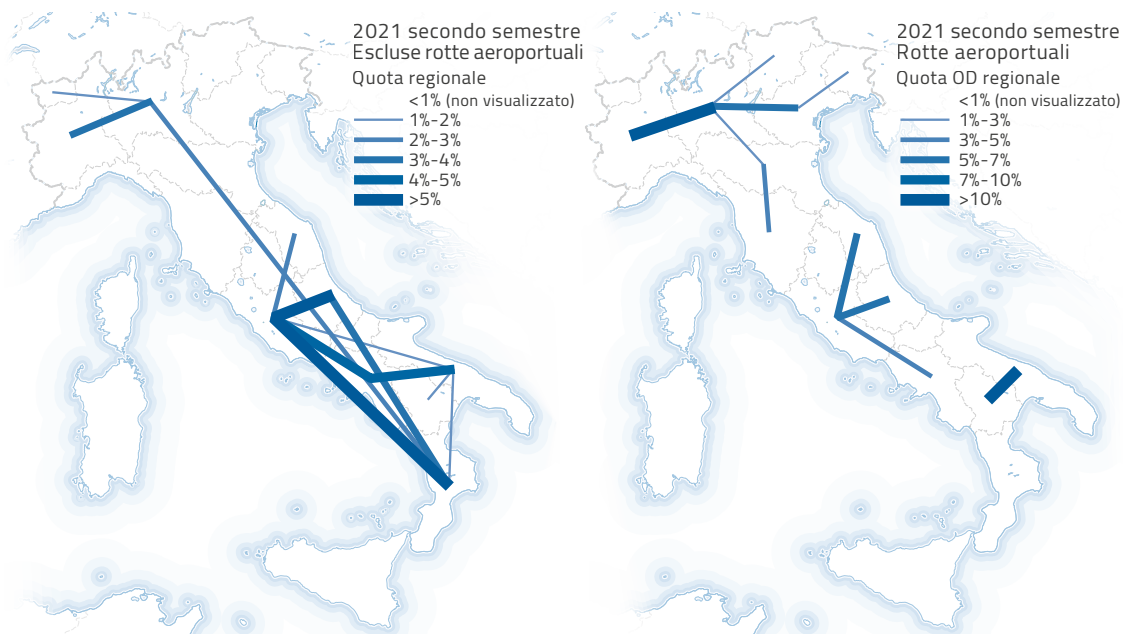 2021 secondo semestre
Escluse rotte aeroportuali
Quota regionale
<1% (non visualizzato)
1%-2%
2%-3%
3%-4%
4%-5%
>5%
2021 secondo semestre
Rotte aeroportuali
Quota OD regionale
<1% (non visualizzato)
1%-3%
3%-5%
5%-7%
7%-10%
>10%